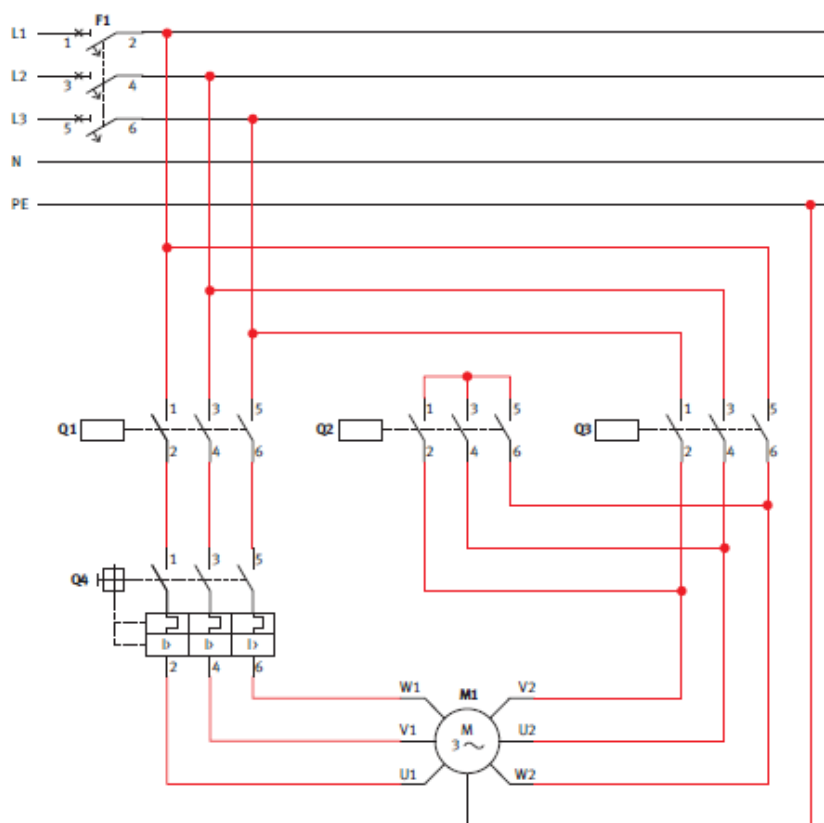 F1
L1 1 2
L2 3 4
L3 5 6
N
PE
1 3 5 1 3 5 1 3 5
Q1 Q2 Q3
2 4 6 2 4 6 2 4 6
1 3 5
Q4
I> I> I>
2 4 6
W1 M1 V2
V1 M 3 ~ U2
U1 W2